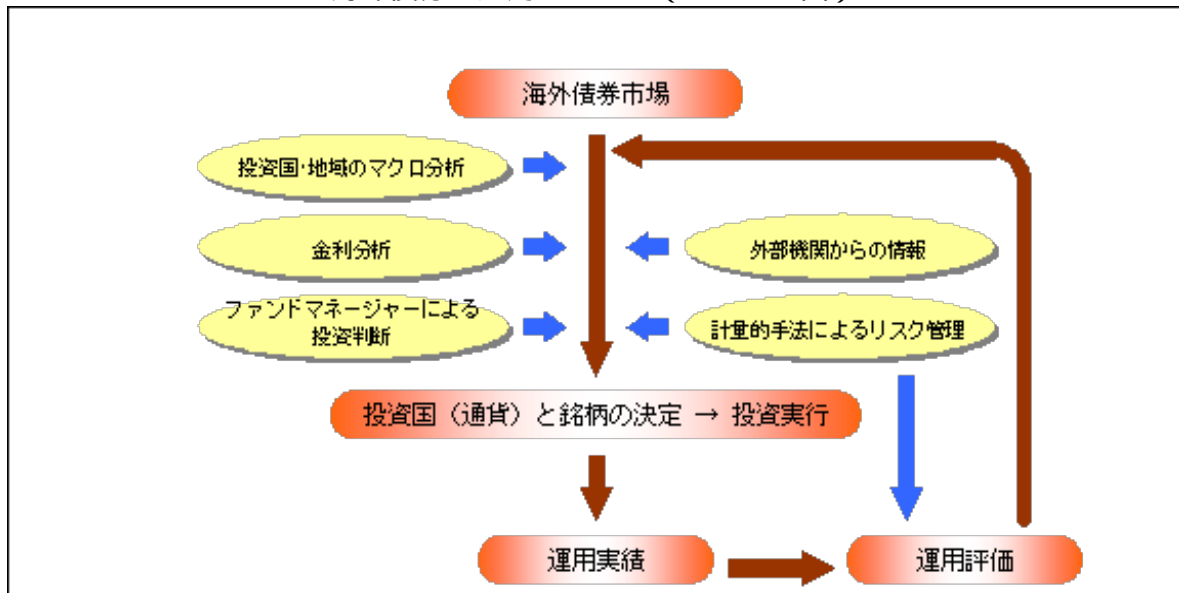 海外債券市場
投資国・地域のマクロ分析
金利分析
外部機関からの情報
ファンドマネージャーによる
投資判断
計量的手法によるリスク管理
投資国（通貨）と銘柄の決定 → 投資実行
運用実績
運用評価